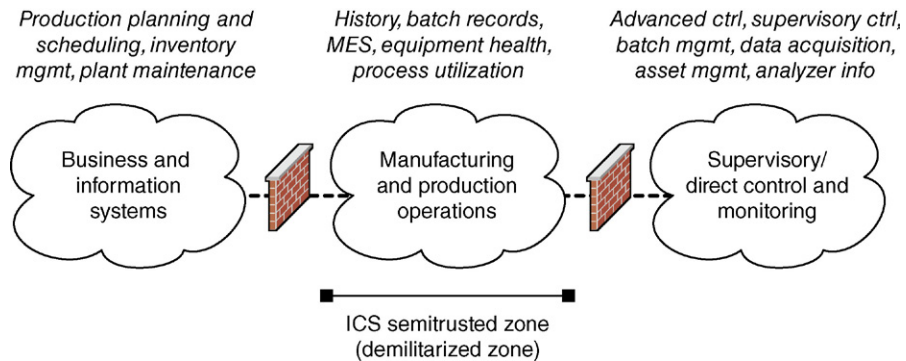 Production planning and
scheduling, inventory
mgmt, plant maintenance
History, batch records,
MES, equipment health,
process utilization
Advanced ctrl, supervisory ctrl,
batch mgmt, data acquisition,
asset mgmt, analyzer info
Business and
information
systems
Manufacturing
and production
operations
Supervisory/
direct control and
monitoring
ICS semitrusted zone
(demilitarized zone)